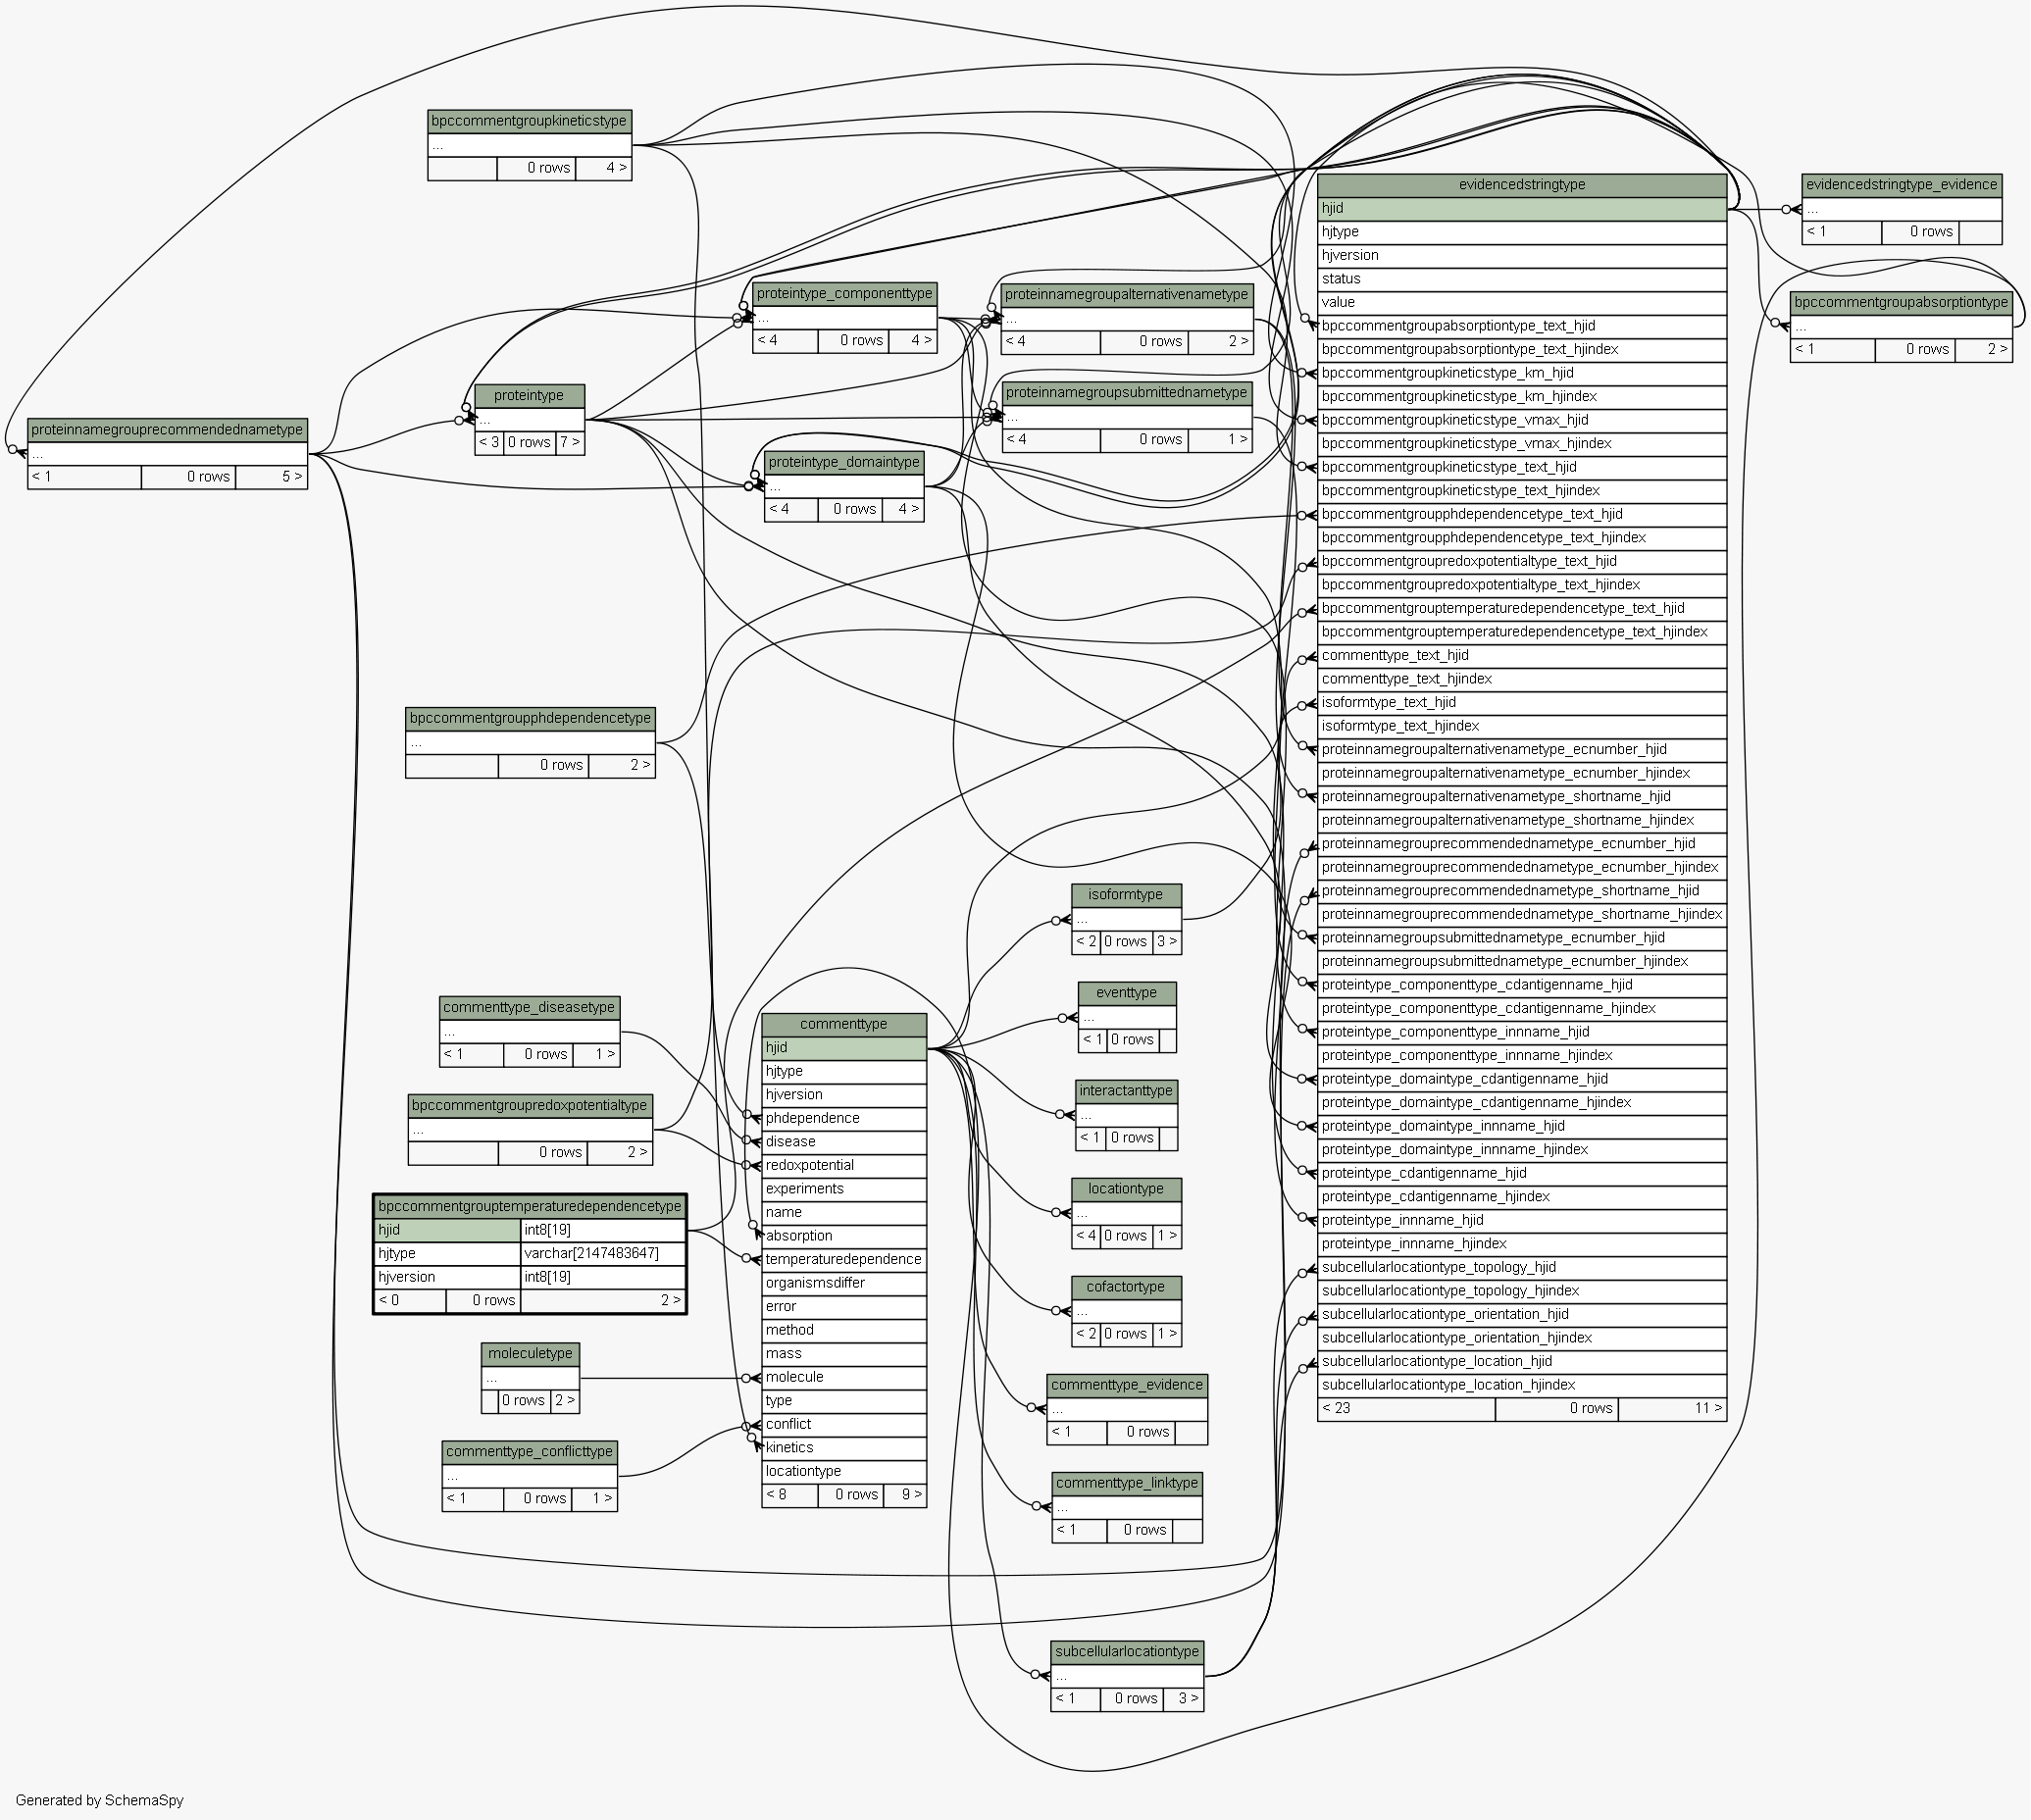 bpccommentgroupkineticstype
...
0 rows 4 >
evidencedstringtype
hjid
hjtype
hjversion
status
value
bpccommentgroupabsorptiontype_text_hjid
bpccommentgroupabsorptiontype_text_hjindex
bpccommentgroupkineticstype_km_hjid
bpccommentgroupkineticstype_km_hjindex
bpccommentgroupkineticstype_vmax_hjid
bpccommentgroupkineticstype_vmax_hjindex
bpccommentgroupkineticstype_text_hjid
bpccommentgroupkineticstype_text_hjindex
bpccommentgroupphdependencetype_text_hjid
bpccommentgroupphdependencetype_text_hjindex
bpccommentgroupredoxpotentialtype_text_hjid
bpccommentgroupredoxpotentialtype_text_hjindex
bpccommentgrouptemperaturedependencetype_text_hjid
bpccommentgrouptemperaturedependencetype_text_hjindex
commenttype_text_hjid
commenttype_text_hjindex
isoformtype_text_hjid
isoformtype_text_hjindex
proteinnamegroupalternativenametype_ecnumber_hjid
proteinnamegroupalternativenametype_ecnumber_hjindex
proteinnamegroupalternativenametype_shortname_hjid
proteinnamegroupalternativenametype_shortname_hjindex
proteinnamegrouprecommendednametype_ecnumber_hjid
proteinnamegrouprecommendednametype_ecnumber_hjindex
proteinnamegrouprecommendednametype_shortname_hjid
proteinnamegrouprecommendednametype_shortname_hjindex
proteinnamegroupsubmittednametype_ecnumber_hjid
proteinnamegroupsubmittednametype_ecnumber_hjindex
proteintype_componenttype_cdantigenname_hjid
proteintype_componenttype_cdantigenname_hjindex
proteintype_componenttype_innname_hjid
proteintype_componenttype_innname_hjindex
proteintype_domaintype_cdantigenname_hjid
proteintype_domaintype_cdantigenname_hjindex
proteintype_domaintype_innname_hjid
proteintype_domaintype_innname_hjindex
proteintype_cdantigenname_hjid
proteintype_cdantigenname_hjindex
proteintype_innname_hjid
proteintype_innname_hjindex
subcellularlocationtype_topology_hjid
subcellularlocationtype_topology_hjindex
subcellularlocationtype_orientation_hjid
subcellularlocationtype_orientation_hjindex
subcellularlocationtype_location_hjid
subcellularlocationtype_location_hjindex
< 23 0 rows 11 >
evidencedstringtype_evidence
...
< 1 0 rows
bpccommentgroupabsorptiontype
...
< 1 0 rows 2 >
proteintype_componenttype
...
< 4 0 rows 4 >
proteinnamegroupalternativenametype
...
< 4 0 rows 2 >
proteintype
...
< 3 0 rows 7 >
proteinnamegroupsubmittednametype
...
< 4 0 rows 1 >
proteinnamegrouprecommendednametype
...
< 1 0 rows 5 >
proteintype_domaintype
...
< 4 0 rows 4 >
bpccommentgroupphdependencetype
...
0 rows 2 >
isoformtype
...
< 2 0 rows 3 >
eventtype
...
< 1 0 rows
commenttype_diseasetype
...
< 1 0 rows 1 >
commenttype
hjid
hjtype
hjversion
phdependence
disease
redoxpotential
experiments
name
absorption
temperaturedependence
organismsdiffer
error
method
mass
molecule
type
conflict
kinetics
locationtype
< 8 0 rows 9 >
interactanttype
...
< 1 0 rows
bpccommentgroupredoxpotentialtype
...
0 rows 2 >
locationtype
...
< 4 0 rows 1 >
bpccommentgrouptemperaturedependencetype
hjid int8[19]
hjtype varchar[2147483647]
hjversion int8[19]
< 0 0 rows 2 >
cofactortype
...
< 2 0 rows 1 >
moleculetype
...
0 rows 2 >
commenttype_evidence
...
< 1 0 rows
commenttype_conflicttype
...
< 1 0 rows 1 >
commenttype_linktype
...
< 1 0 rows
subcellularlocationtype
...
< 1 0 rows 3 >
Generated by SchemaSpy